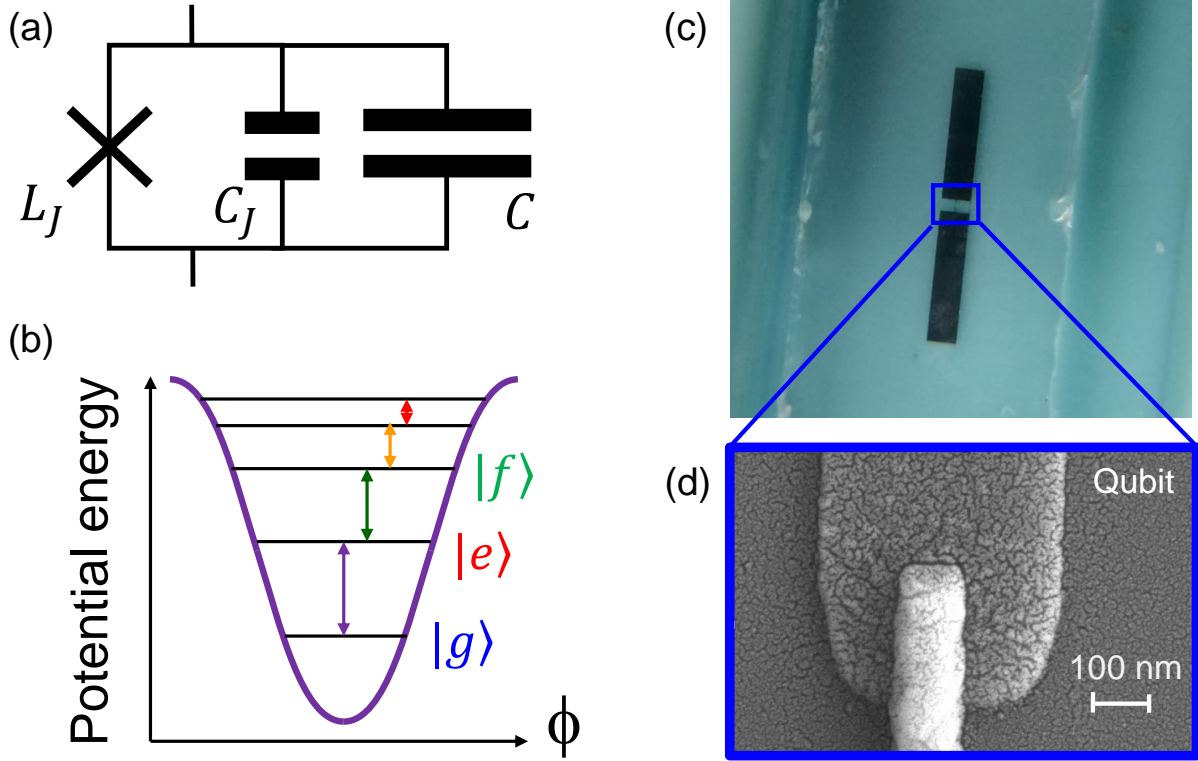 (a)
L_J
C_J
C
(b)
Potential energy
|f⟩
|e⟩
|g⟩
ϕ
(c)
(d)
Qubit
100 nm